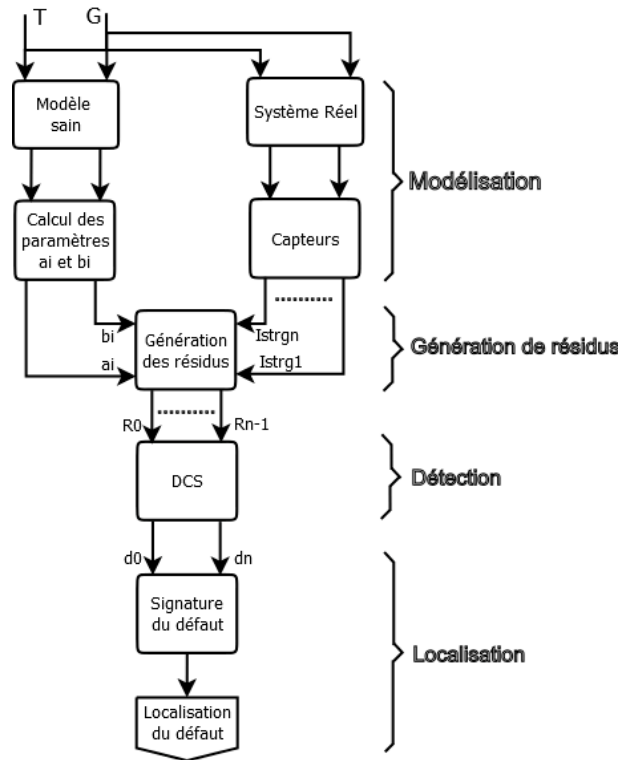 T G
Modèle
sain
Système Réel
Modélisation
Calcul des
paramètres
ai et bi
Capteurs
bi
ai
Génération
des résidus
Istrgn
Istrg1
Génération de résidus
R0
Rn-1
DCS
Détection
d0
dn
Signature
du défaut
Localisation
Localisation
du défaut